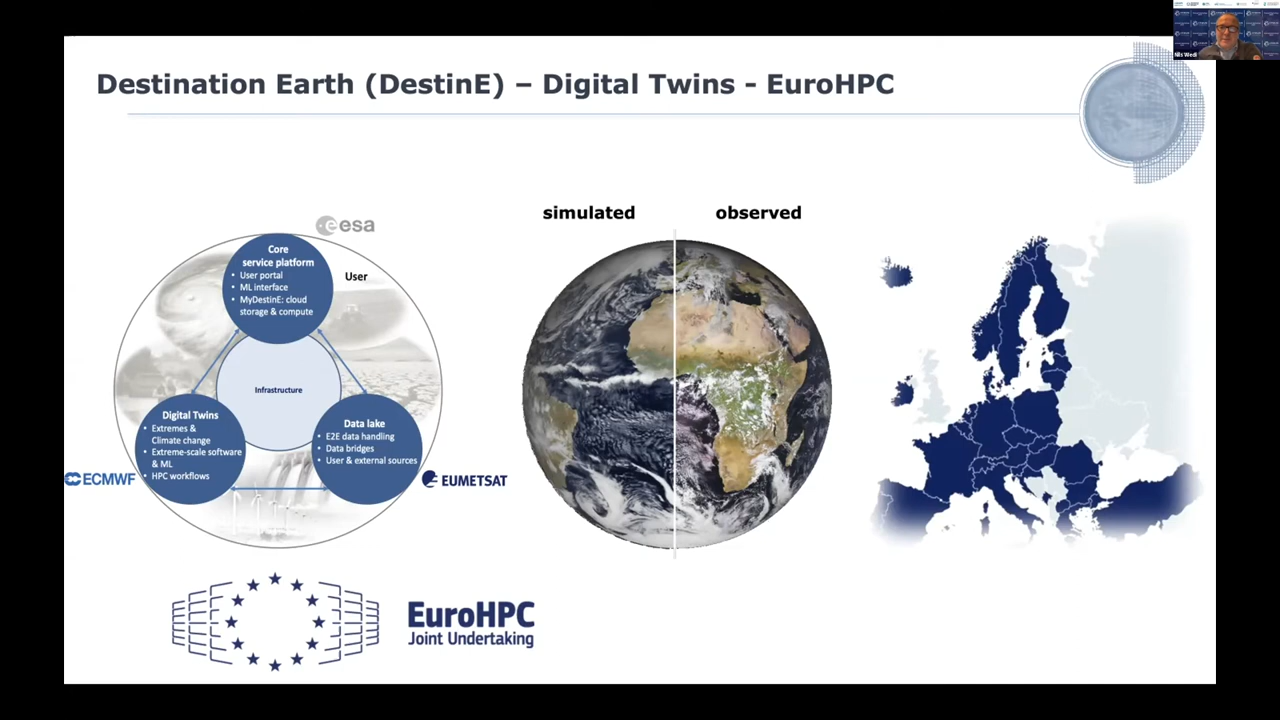 Destination Earth (DestinE) – Digital Twins - EuroHPC
Nils Wedi
esa
Core
service platform
• User portal
• ML interface
• MyDestinE: cloud
storage & compute
User
Infrastructure
Digital Twins
• Extremes &
Climate change
• Extreme-scale software
& ML
• HPC workflows
ECMWF
Data lake
• E2E data handling
• Data bridges
• User & external sources
EUMETSAT
simulated
observed
EuroHPC
Joint Undertaking